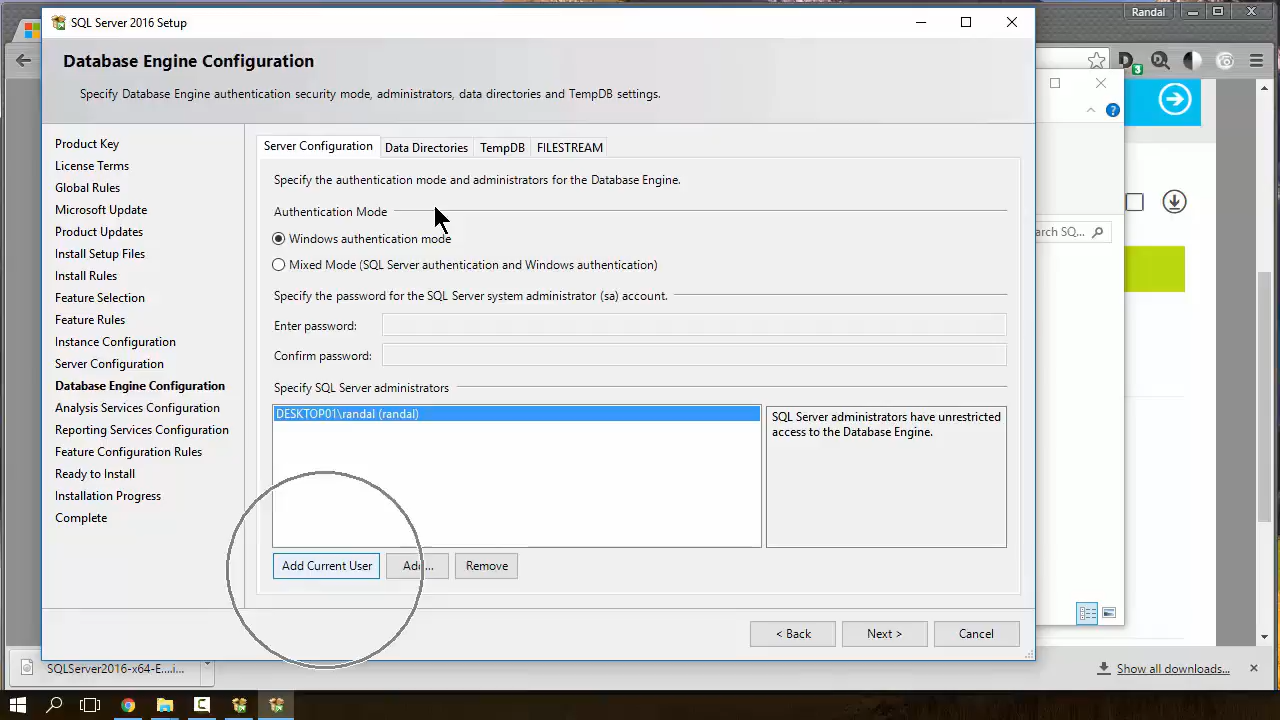 SQL Server 2016 Setup
Randal
Database Engine Configuration
Specify Database Engine authentication security mode, administrators, data directories and TempDB settings.
3
Product Key
License Terms
Global Rules
Microsoft Update
Product Updates
Install Setup Files
Install Rules
Feature Selection
Feature Rules
Instance Configuration
Server Configuration
Database Engine Configuration
Analysis Services Configuration
Reporting Services Configuration
Feature Configuration Rules
Ready to Install
Installation Progress
Complete
Server Configuration Data Directories TempDB FILESTREAM
Specify the authentication mode and administrators for the Database Engine.
Authentication Mode
Windows authentication mode
Mixed Mode (SQL Server authentication and Windows authentication)
Specify the password for the SQL Server system administrator (sa) account.
Enter password:
Confirm password:
Specify SQL Server administrators
DESKTOP01\randal (randal)
SQL Server administrators have unrestricted
access to the Database Engine.
Add Current User Add... Remove
< Back Next > Cancel
?
arch SQ...
SQLServer2016-x64-E....i...
Show all downloads...